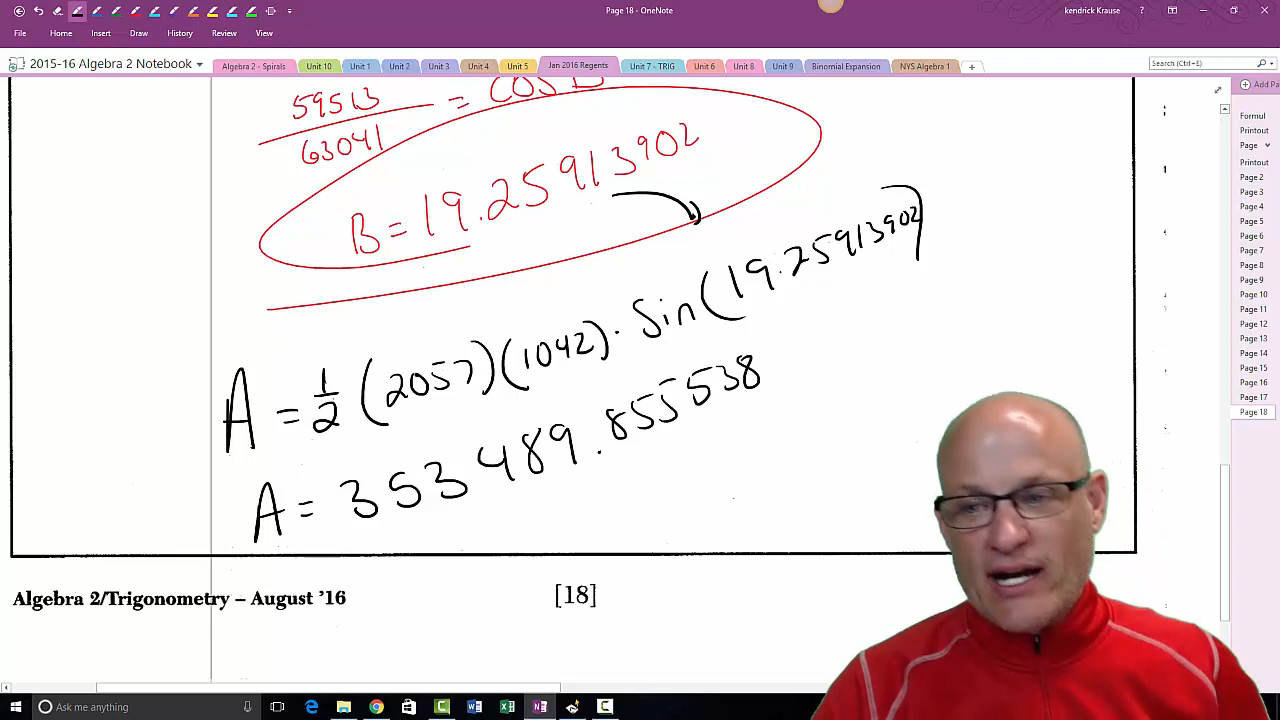 Page 18 - OneNote
kendrick Krause
File Home Insert Draw History Review View
2015-16 Algebra 2 Notebook
Algebra 2 - Spirals Unit 10 Unit 1 Unit 2 Unit 3 Unit 4 Unit 5 Jan 2016 Regents Unit 7 - TRIG Unit 6 Unit 8 Unit 9 Binomial Expansion NYS Algebra 1
Search (Ctrl+E)
Add Pa
Formul
Printout
Page
Printout
Page 2
Page 3
Page 4
Page 5
Page 6
Page 7
Page 8
Page 9
Page 10
Page 11
Page 12
Page 13
Page 14
Page 15
Page 16
Page 17
Page 18
59513 = COS B
63041
B = 19.25913902
A = 1/2 (2057)(1042) · Sin(19.25913902)
A = 353489.855538
Algebra 2/Trigonometry – August '16
[18]
Ask me anything